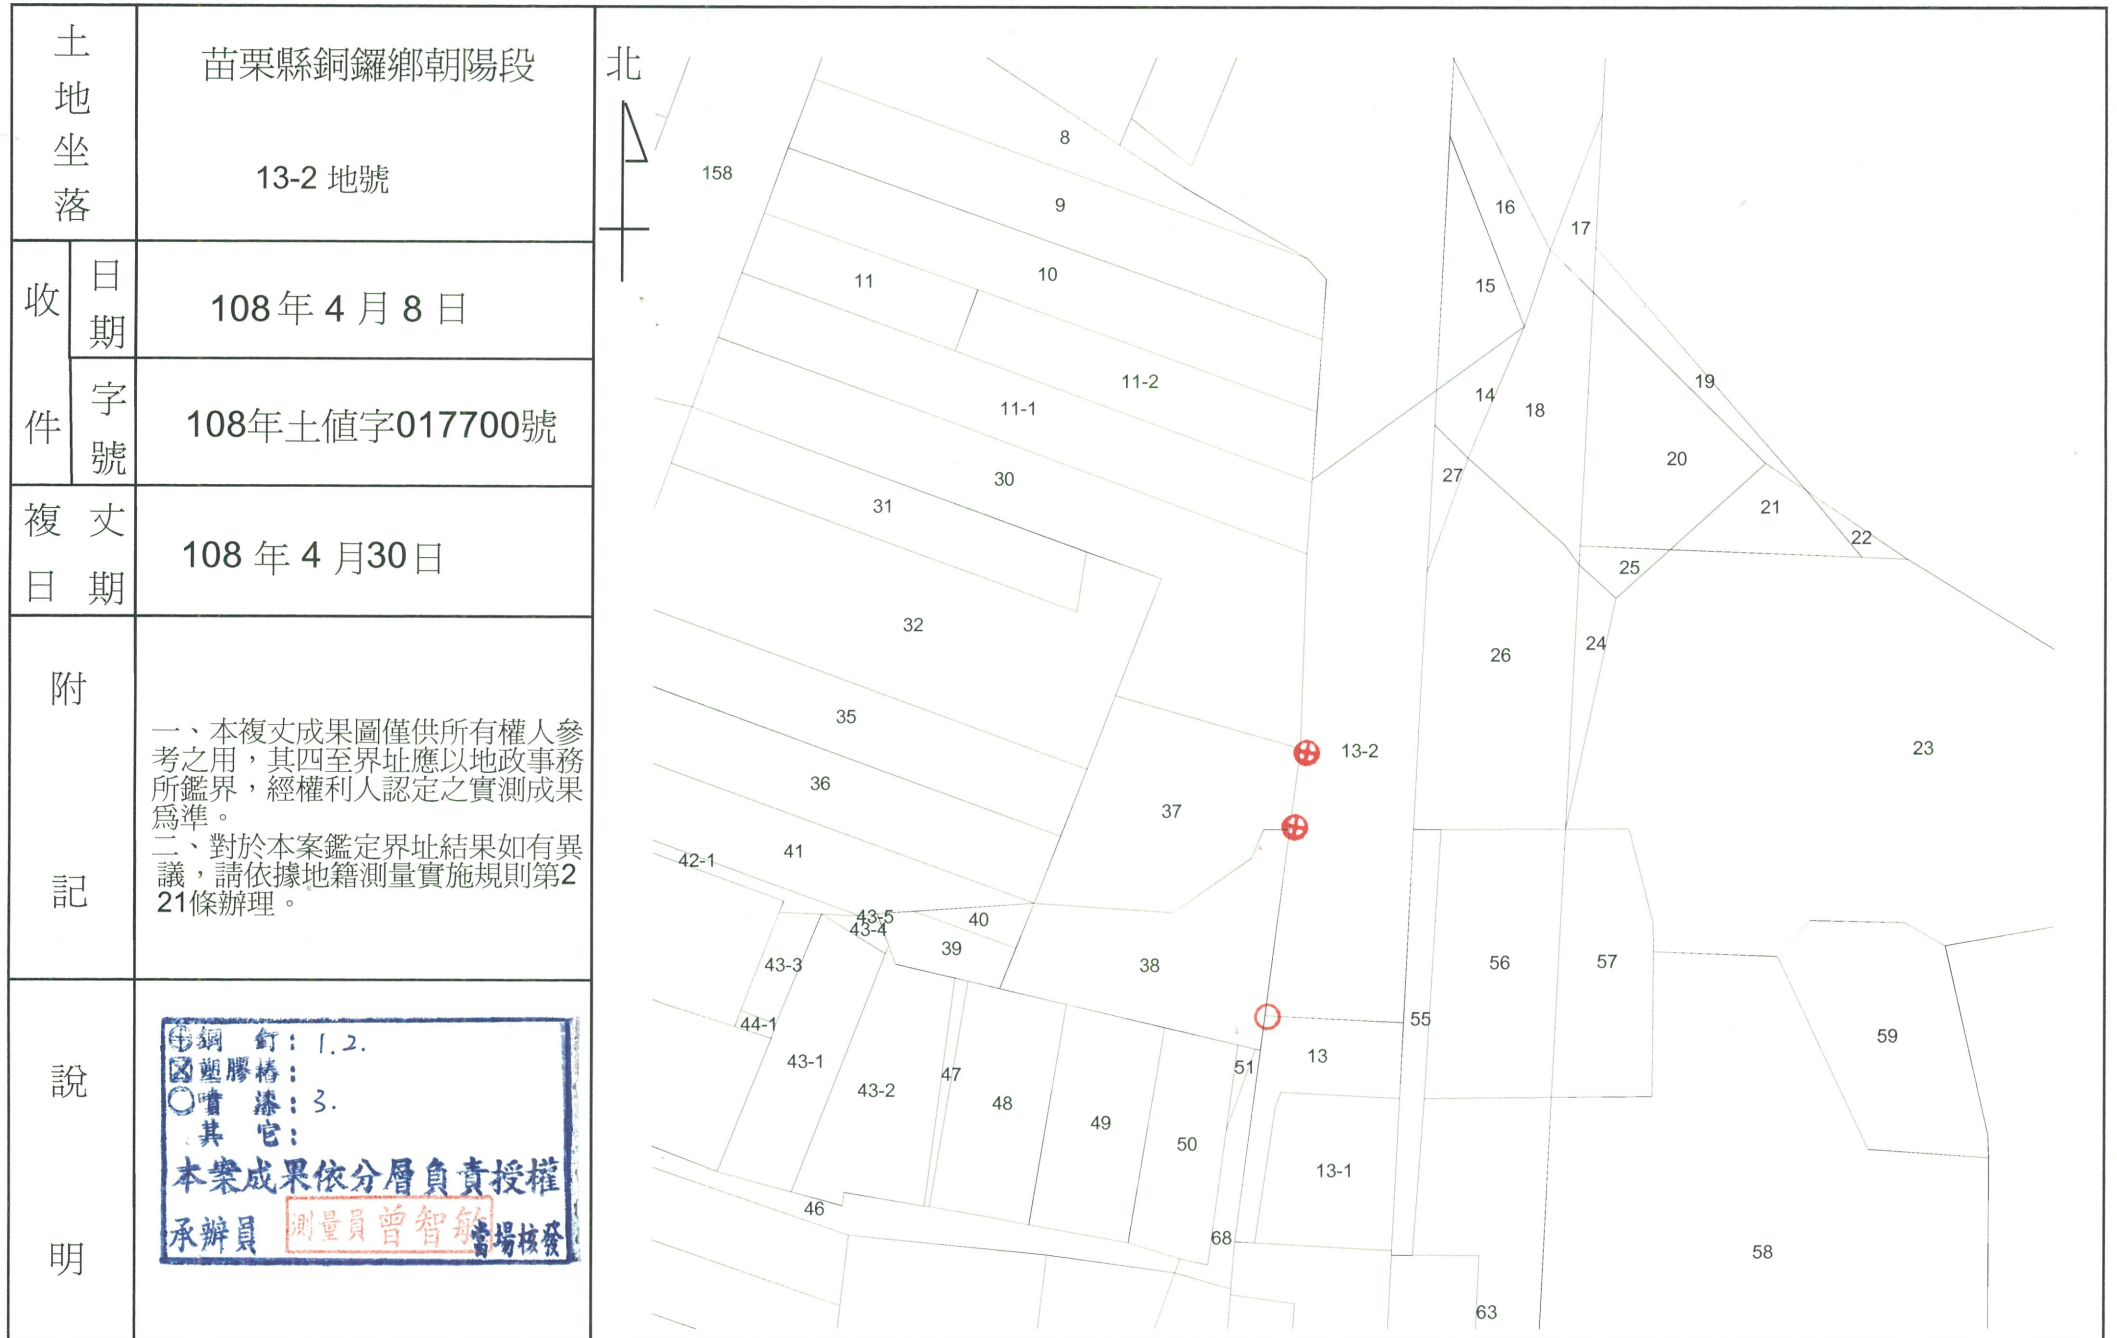 土地坐落
苗栗縣銅鑼鄉朝陽段
13-2 地號
收件
日期
108年 4 月 8 日
字號
108年土值字017700號
複丈
日期
108 年 4 月30日
附記
一、本複丈成果圖僅供所有權人參
考之用，其四至界址應以地政事務
所鑑界，經權利人認定之實測成果
為準。
二、對於本案鑑定界址結果如有異
議，請依據地籍測量實施規則第2
21條辦理。
說明
鋼釘：1.2.
塑膠樁：
噴漆：3.
其它：
本案成果依分層負責授權
承辦員 測量員曾智敏 當場核發
北
158
8
9
10
11
11-2
11-1
30
31
32
35
36
41
42-1
43-5
43-4
40
39
43-3
44-1
43-1
43-2
47
48
49
50
51
46
68
37
38
13-2
13
13-1
16
17
15
14
18
19
27
20
21
22
25
24
26
23
56
57
55
59
58
63